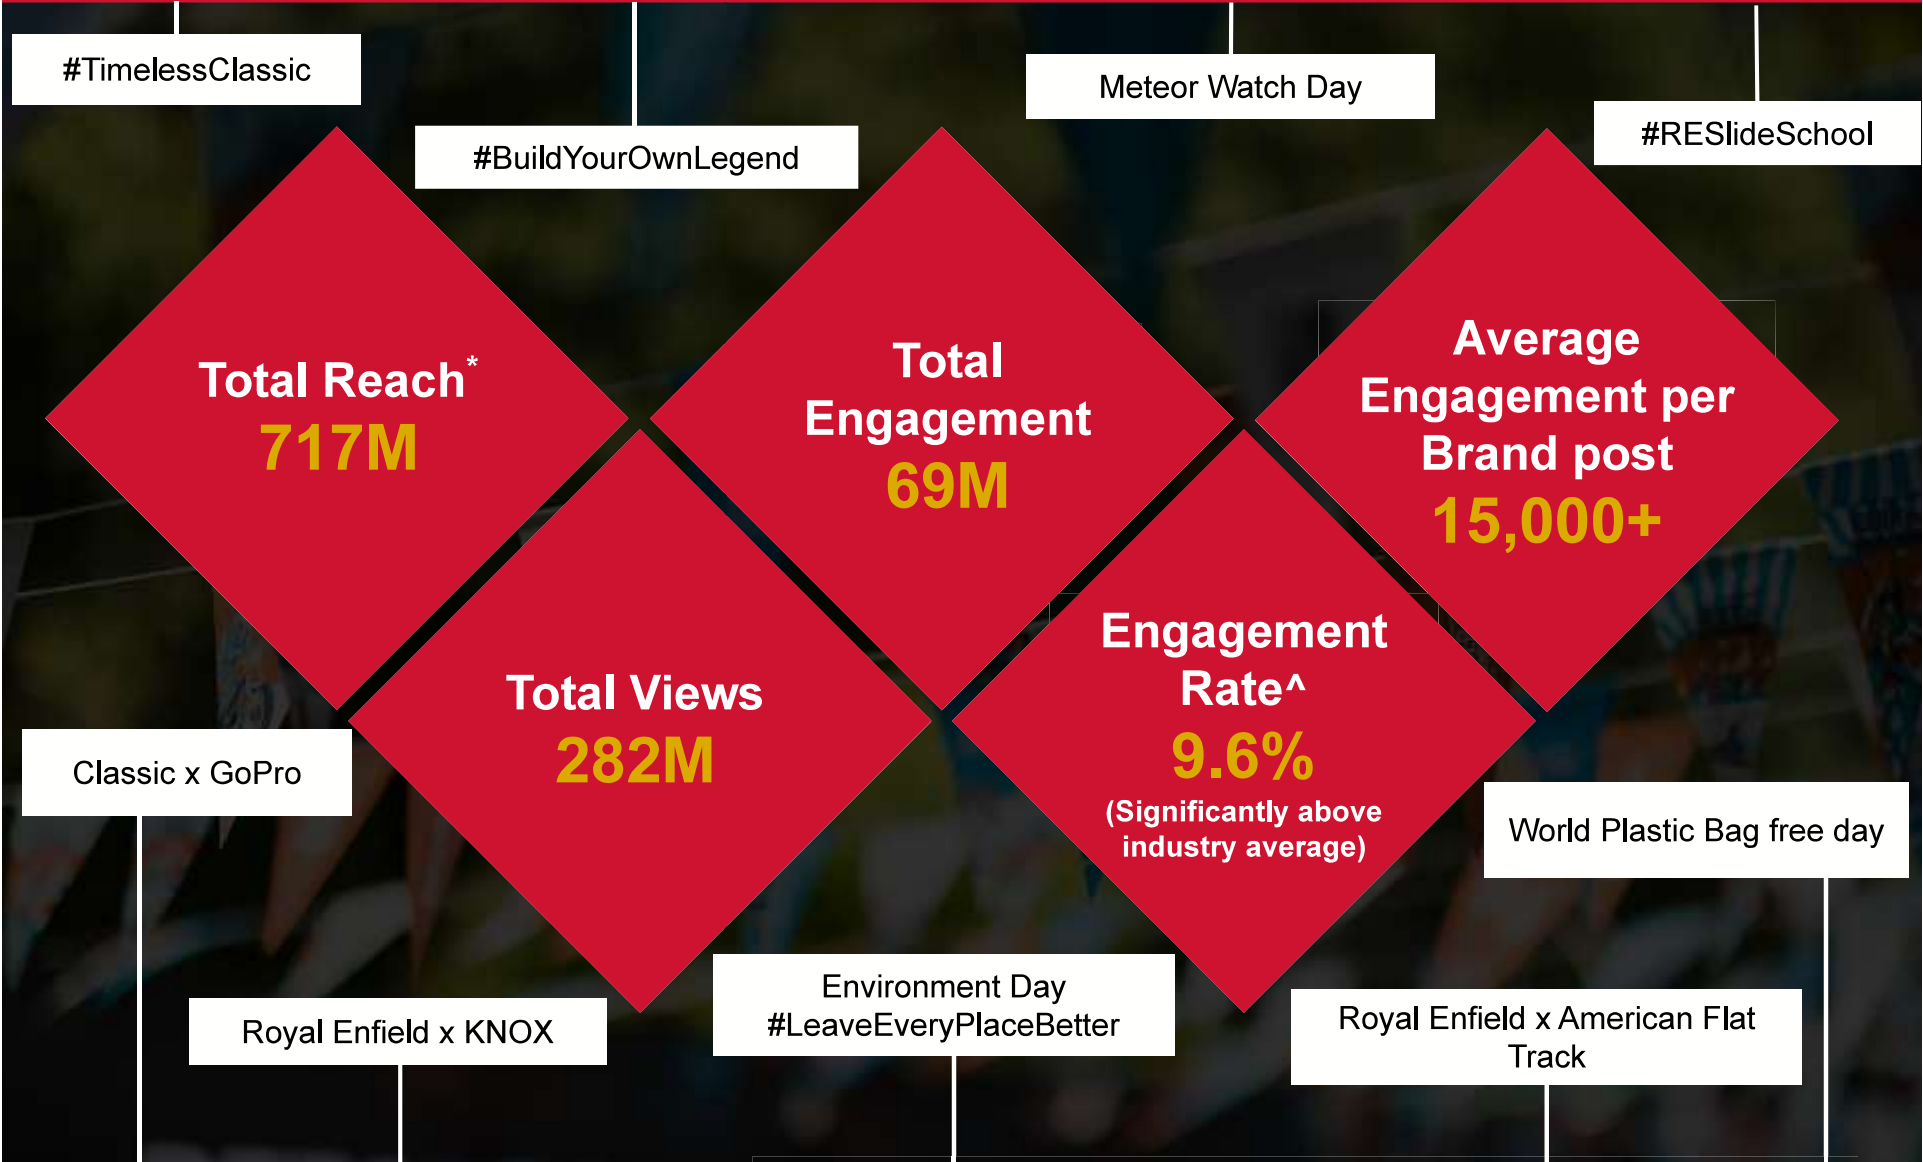 #TimelessClassic
#BuildYourOwnLegend
Meteor Watch Day
#RESlideSchool
Total Reach*
717M
Total
Engagement
69M
Average
Engagement per
Brand post
15,000+
Total Views
282M
Engagement
Rate^
9.6%
(Significantly above
industry average)
Classic x GoPro
World Plastic Bag free day
Royal Enfield x KNOX
Environment Day
#LeaveEveryPlaceBetter
Royal Enfield x American Flat
Track